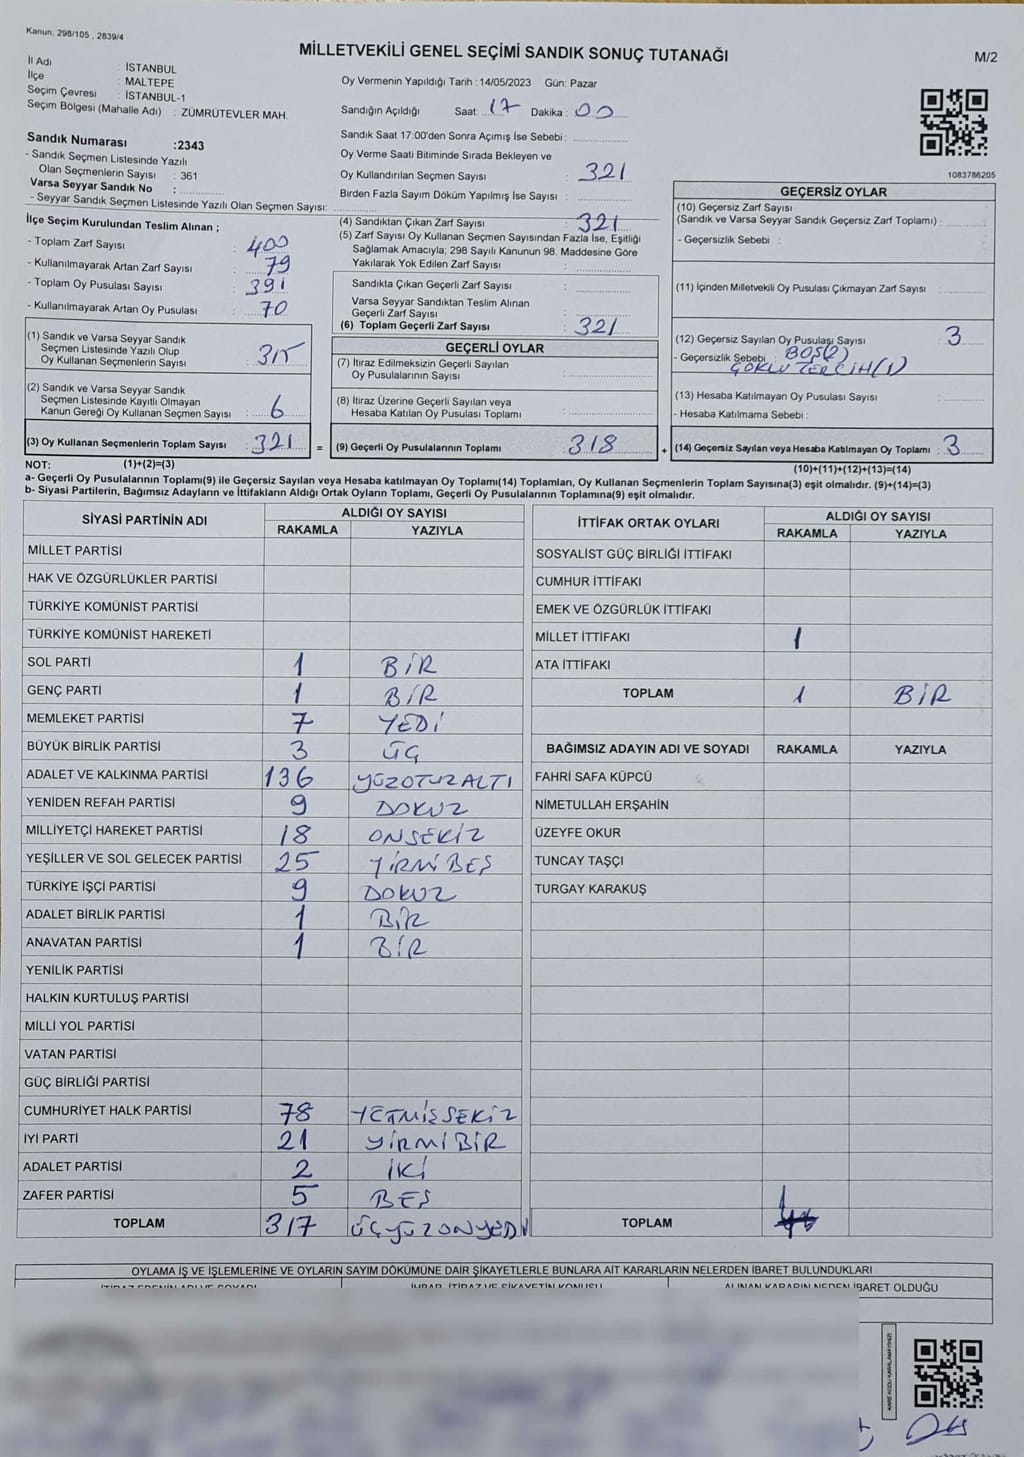 Kanun, 298/105 , 2839/4
MİLLETVEKİLİ GENEL SEÇİMİ SANDIK SONUÇ TUTANAĞI
M/2
İl Adı : İSTANBUL
İlçe : MALTEPE
Seçim Çevresi : İSTANBUL-1
Seçim Bölgesi (Mahalle Adı) : ZÜMRÜTEVLER MAH.
Oy Vermenin Yapıldığı Tarih : 14/05/2023 Gün: Pazar
Sandığın Açıldığı Saat: 17 Dakika : 00
Sandık Saat 17:00'den Sonra Açımış İse Sebebi :
Oy Verme Saati Bitiminde Sırada Bekleyen ve
Oy Kullandırılan Seçmen Sayısı : 321
Birden Fazla Sayım Döküm Yapılmış İse Sayısı :
1083786205
Sandık Numarası :2343
- Sandık Seçmen Listesinde Yazılı
Olan Seçmenlerin Sayısı : 361
Varsa Seyyar Sandık No :
- Seyyar Sandık Seçmen Listesinde Yazılı Olan Seçmen Sayısı:
İlçe Seçim Kurulundan Teslim Alınan ;
- Toplam Zarf Sayısı : 400
- Kullanılmayarak Artan Zarf Sayısı : 79
- Toplam Oy Pusulası Sayısı : 391
- Kullanılmayarak Artan Oy Pusulası : 70
(1) Sandık ve Varsa Seyyar Sandık
Seçmen Listesinde Yazılı Olup
Oy Kullanan Seçmenlerin Sayısı : 315
(2) Sandık ve Varsa Seyyar Sandık
Seçmen Listesinde Kayıtlı Olmayan
Kanun Gereği Oy Kullanan Seçmen Sayısı : 6
(3) Oy Kullanan Seçmenlerin Toplam Sayısı : 321 =
(4) Sandıktan Çıkan Zarf Sayısı : 321
(5) Zarf Sayısı Oy Kullanan Seçmen Sayısından Fazla İse, Eşitliği
Sağlamak Amacıyla; 298 Sayılı Kanunun 98. Maddesine Göre
Yakılarak Yok Edilen Zarf Sayısı :
Sandıkta Çıkan Geçerli Zarf Sayısı :
Varsa Seyyar Sandıktan Teslim Alınan
Geçerli Zarf Sayısı :
(6) Toplam Geçerli Zarf Sayısı : 321
GEÇERLİ OYLAR
(7) İtiraz Edilmeksizin Geçerli Sayılan
Oy Pusulalarının Sayısı :
(8) İtiraz Üzerine Geçerli Sayılan veya
Hesaba Katılan Oy Pusulası Toplamı :
(9) Geçerli Oy Pusulalarının Toplamı : 318 +
GEÇERSİZ OYLAR
(10) Geçersiz Zarf Sayısı
(Sandık ve Varsa Seyyar Sandık Geçersiz Zarf Toplamı) :
- Geçersizlik Sebebi :
(11) İçinden Milletvekili Oy Pusulası Çıkmayan Zarf Sayısı :
(12) Geçersiz Sayılan Oy Pusulası Sayısı : 3
- Geçersizlik Sebebi : BOŞ(2)
ÇOKLU TERCİH(1)
(13) Hesaba Katılmayan Oy Pusulası Sayısı :
- Hesaba Katılmama Sebebi :
(14) Geçersiz Sayılan veya Hesaba Katılmayan Oy Toplamı : 3
NOT: (1)+(2)=(3)
(10)+(11)+(12)+(13)=(14)
a- Geçerli Oy Pusulalarının Toplamı(9) ile Geçersiz Sayılan veya Hesaba katılmayan Oy Toplamı(14) Toplamları, Oy Kullanan Seçmenlerin Toplam Sayısına(3) eşit olmalıdır. (9)+(14)=(3)
b- Siyasi Partilerin, Bağımsız Adayların ve İttifakların Aldığı Ortak Oyların Toplamı, Geçerli Oy Pusulalarının Toplamına(9) eşit olmalıdır.
SİYASİ PARTİNİN ADI ALDIĞI OY SAYISI
RAKAMLA YAZIYLA
MİLLET PARTİSİ
HAK VE ÖZGÜRLÜKLER PARTİSİ
TÜRKİYE KOMÜNİST PARTİSİ
TÜRKİYE KOMÜNİST HAREKETİ
SOL PARTİ 1 BİR
GENÇ PARTİ 1 BİR
MEMLEKET PARTİSİ 7 YEDİ
BÜYÜK BİRLİK PARTİSİ 3 ÜÇ
ADALET VE KALKINMA PARTİSİ 136 YÜZOTUZALTI
YENİDEN REFAH PARTİSİ 9 DOKUZ
MİLLİYETÇİ HAREKET PARTİSİ 18 ONSEKİZ
YEŞİLLER VE SOL GELECEK PARTİSİ 25 YİRMİBEŞ
TÜRKİYE İŞÇİ PARTİSİ 9 DOKUZ
ADALET BİRLİK PARTİSİ 1 BİR
ANAVATAN PARTİSİ 1 BİR
YENİLİK PARTİSİ
HALKIN KURTULUŞ PARTİSİ
MİLLİ YOL PARTİSİ
VATAN PARTİSİ
GÜÇ BİRLİĞİ PARTİSİ
CUMHURİYET HALK PARTİSİ 78 YETMİŞSEKİZ
İYİ PARTİ 21 YİRMİBİR
ADALET PARTİSİ 2 İKİ
ZAFER PARTİSİ 5 BEŞ
TOPLAM 317 ÜÇYÜZONYEDİ
İTTİFAK ORTAK OYLARI ALDIĞI OY SAYISI
RAKAMLA YAZIYLA
SOSYALİST GÜÇ BİRLİĞİ İTTİFAKI
CUMHUR İTTİFAKI
EMEK VE ÖZGÜRLÜK İTTİFAKI
MİLLET İTTİFAKI 1
ATA İTTİFAKI
TOPLAM 1 BİR
BAĞIMSIZ ADAYIN ADI VE SOYADI RAKAMLA YAZIYLA
FAHRİ SAFA KÜPCÜ
NİMETULLAH ERŞAHİN
ÜZEYFE OKUR
TUNCAY TAŞÇI
TURGAY KARAKUŞ
TOPLAM
OYLAMA İŞ VE İŞLEMLERİNE VE OYLARIN SAYIM DÖKÜMÜNE DAİR ŞİKAYETLERLE BUNLARA AİT KARARLARIN NELERDEN İBARET BULUNDUKLARI
İTİRAZ EDENİN ADI VE SOYADI İHBAR, İTİRAZ VE ŞİKAYETİN KONUSU ALINAN KARARIN NEDEN İBARET OLDUĞU
KARE KODU KARALAMAYINIZ